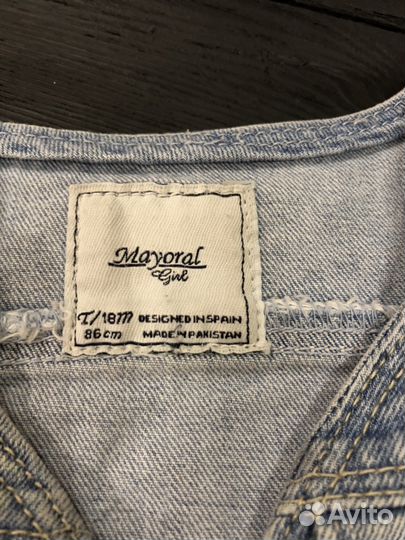 Mayoral
Girl
T/18m DESIGNED IN SPAIN
86cm MADE IN PAKISTAN
Avito